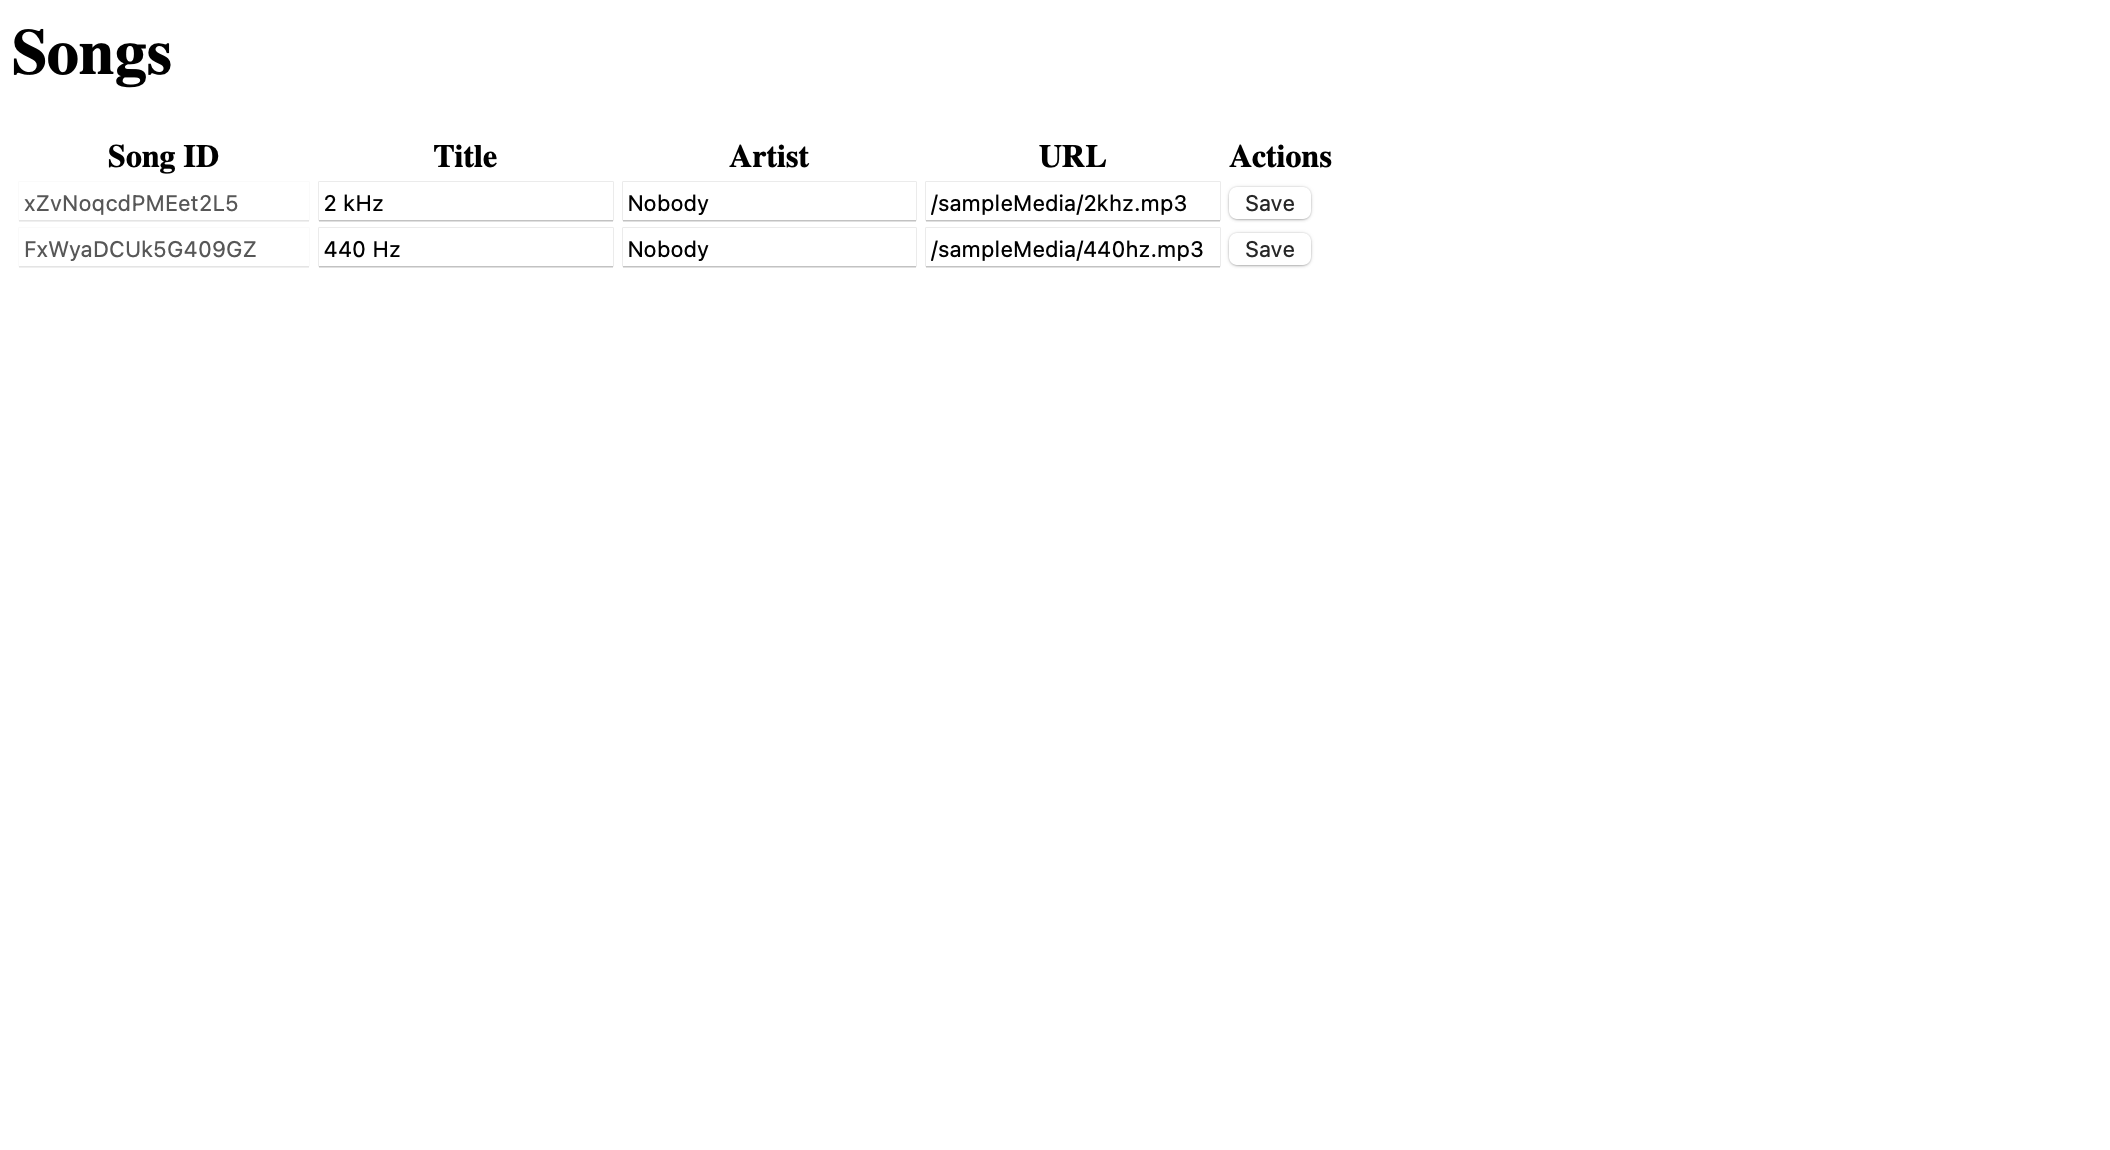 Songs
Song ID Title Artist URL Actions
xZvNoqcdPMEet2L5 2 kHz Nobody /sampleMedia/2khz.mp3 Save
FxWyaDCUk5G409GZ 440 Hz Nobody /sampleMedia/440hz.mp3 Save